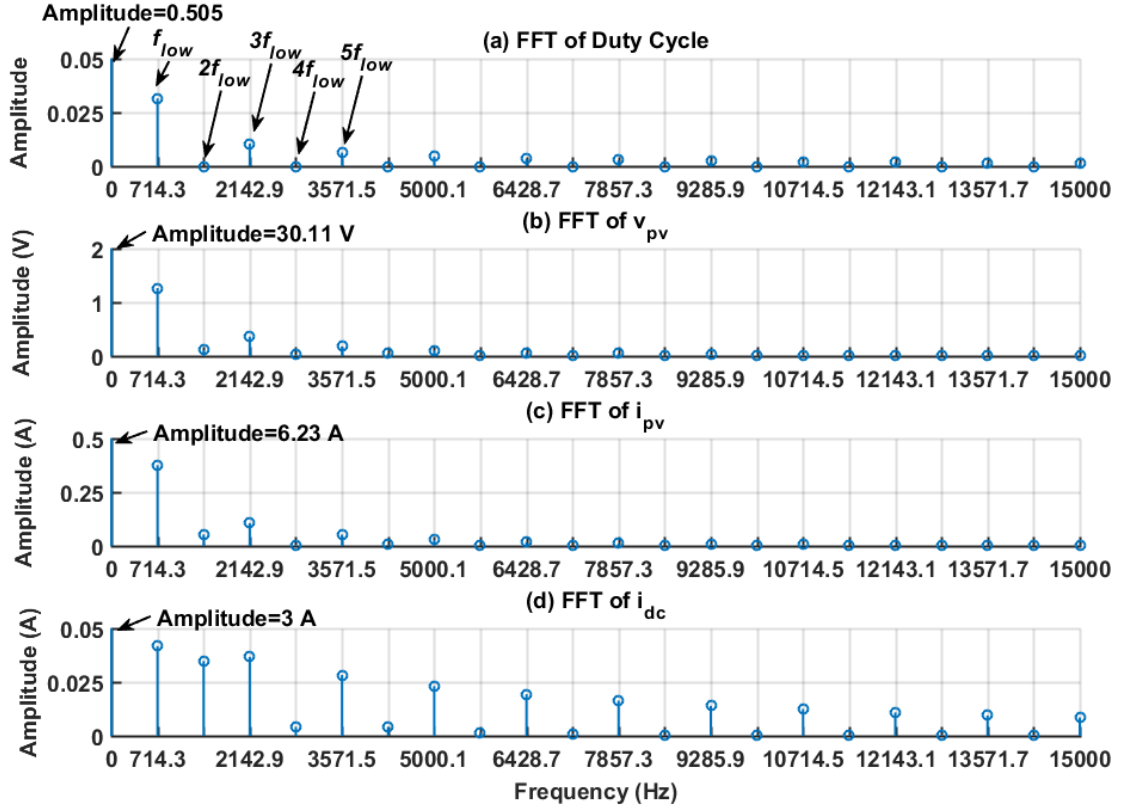 Amplitude=0.505
(a) FFT of Duty Cycle
f_low
2f_low
3f_low
4f_low
5f_low
Amplitude
0.05
0.025
0
0 714.3 2142.9 3571.5 5000.1 6428.7 7857.3 9285.9 10714.5 12143.1 13571.7 15000
(b) FFT of v_pv
Amplitude=30.11 V
Amplitude (V)
2
1
0
0 714.3 2142.9 3571.5 5000.1 6428.7 7857.3 9285.9 10714.5 12143.1 13571.7 15000
(c) FFT of i_pv
Amplitude=6.23 A
Amplitude (A)
0.5
0.25
0
0 714.3 2142.9 3571.5 5000.1 6428.7 7857.3 9285.9 10714.5 12143.1 13571.7 15000
(d) FFT of i_dc
Amplitude=3 A
Amplitude (A)
0.05
0.025
0
0 714.3 2142.9 3571.5 5000.1 6428.7 7857.3 9285.9 10714.5 12143.1 13571.7 15000
Frequency (Hz)